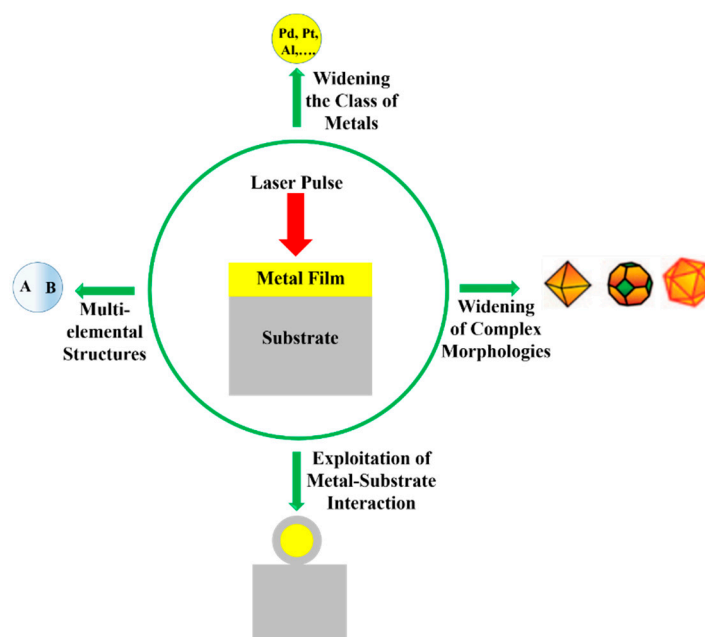 Pd, Pt,
Al,...,
Widening
the Class of
Metals
Laser Pulse
Metal Film
Substrate
A B
Multi-
elemental
Structures
Widening
of Complex
Morphologies
Exploitation of
Metal-Substrate
Interaction